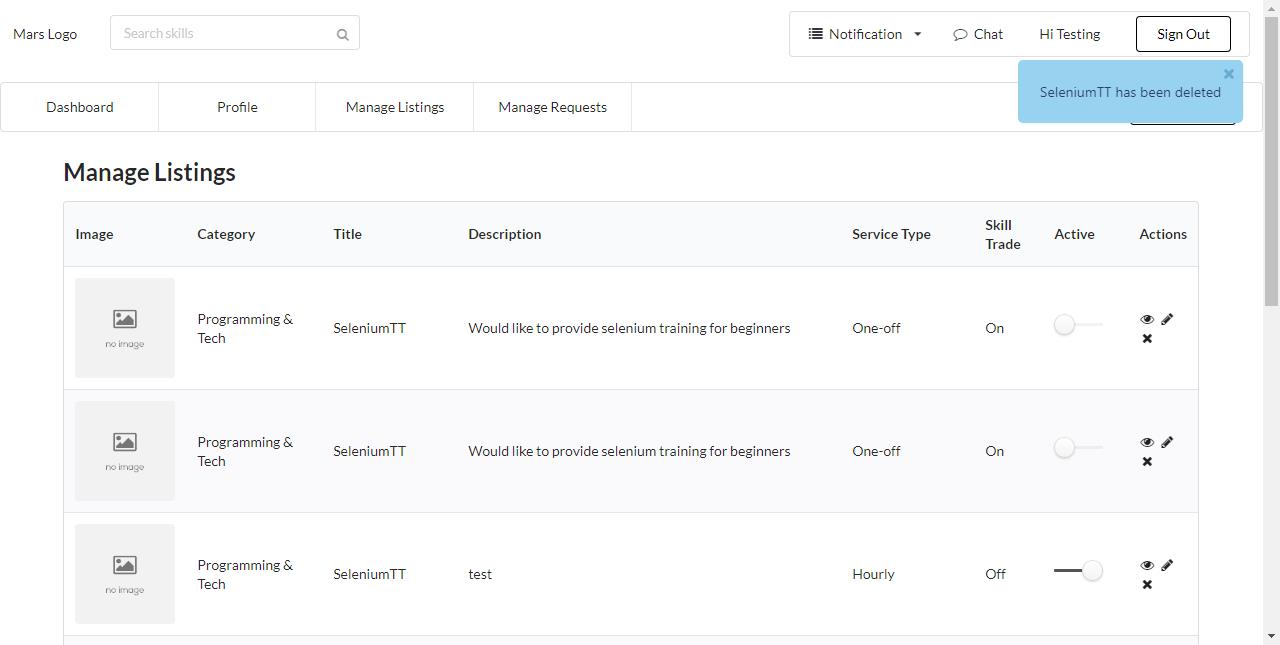 Mars Logo
Search skills
Notification
Chat
Hi Testing
Sign Out
SeleniumTT has been deleted
Dashboard
Profile
Manage Listings
Manage Requests
Manage Listings
Image
Category
Title
Description
Service Type
Skill
Trade
Active
Actions
no image
Programming &
Tech
SeleniumTT
Would like to provide selenium training for beginners
One-off
On
no image
Programming &
Tech
SeleniumTT
Would like to provide selenium training for beginners
One-off
On
no image
Programming &
Tech
SeleniumTT
test
Hourly
Off